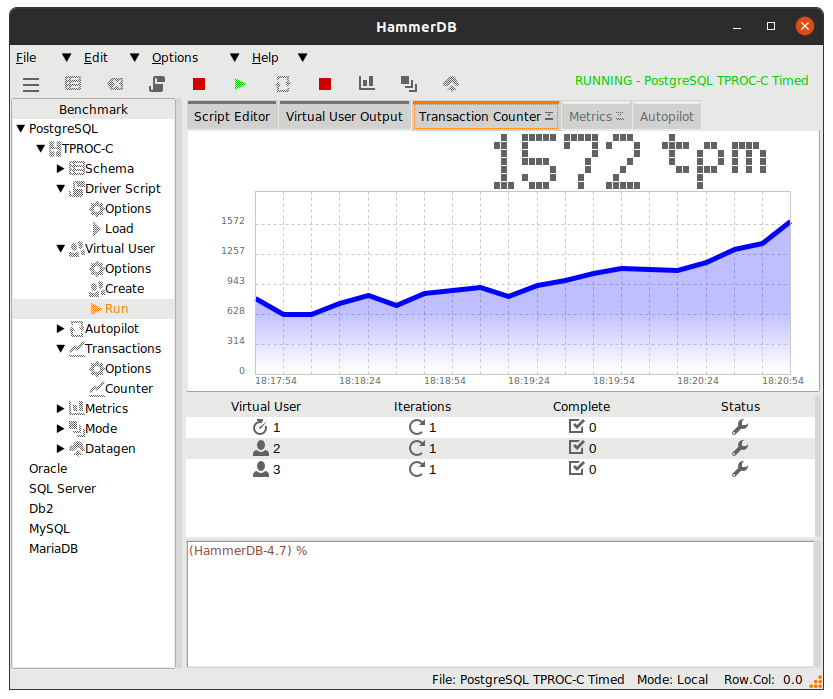 HammerDB
File Edit Options Help
RUNNING - PostgreSQL TPROC-C Timed
Benchmark
PostgreSQL
TPROC-C
Schema
Driver Script
Options
Load
Virtual User
Options
Create
Run
Autopilot
Transactions
Options
Counter
Metrics
Mode
Datagen
Oracle
SQL Server
Db2
MySQL
MariaDB
Script Editor Virtual User Output Transaction Counter Metrics Autopilot
1572 tpm
1572
1257
943
628
314
0
18:17:54 18:18:24 18:18:54 18:19:24 18:19:54 18:20:24 18:20:54
Virtual User Iterations Complete Status
1 1 0
2 1 0
3 1 0
(HammerDB-4.7) %
File: PostgreSQL TPROC-C Timed Mode: Local Row.Col: 0.0